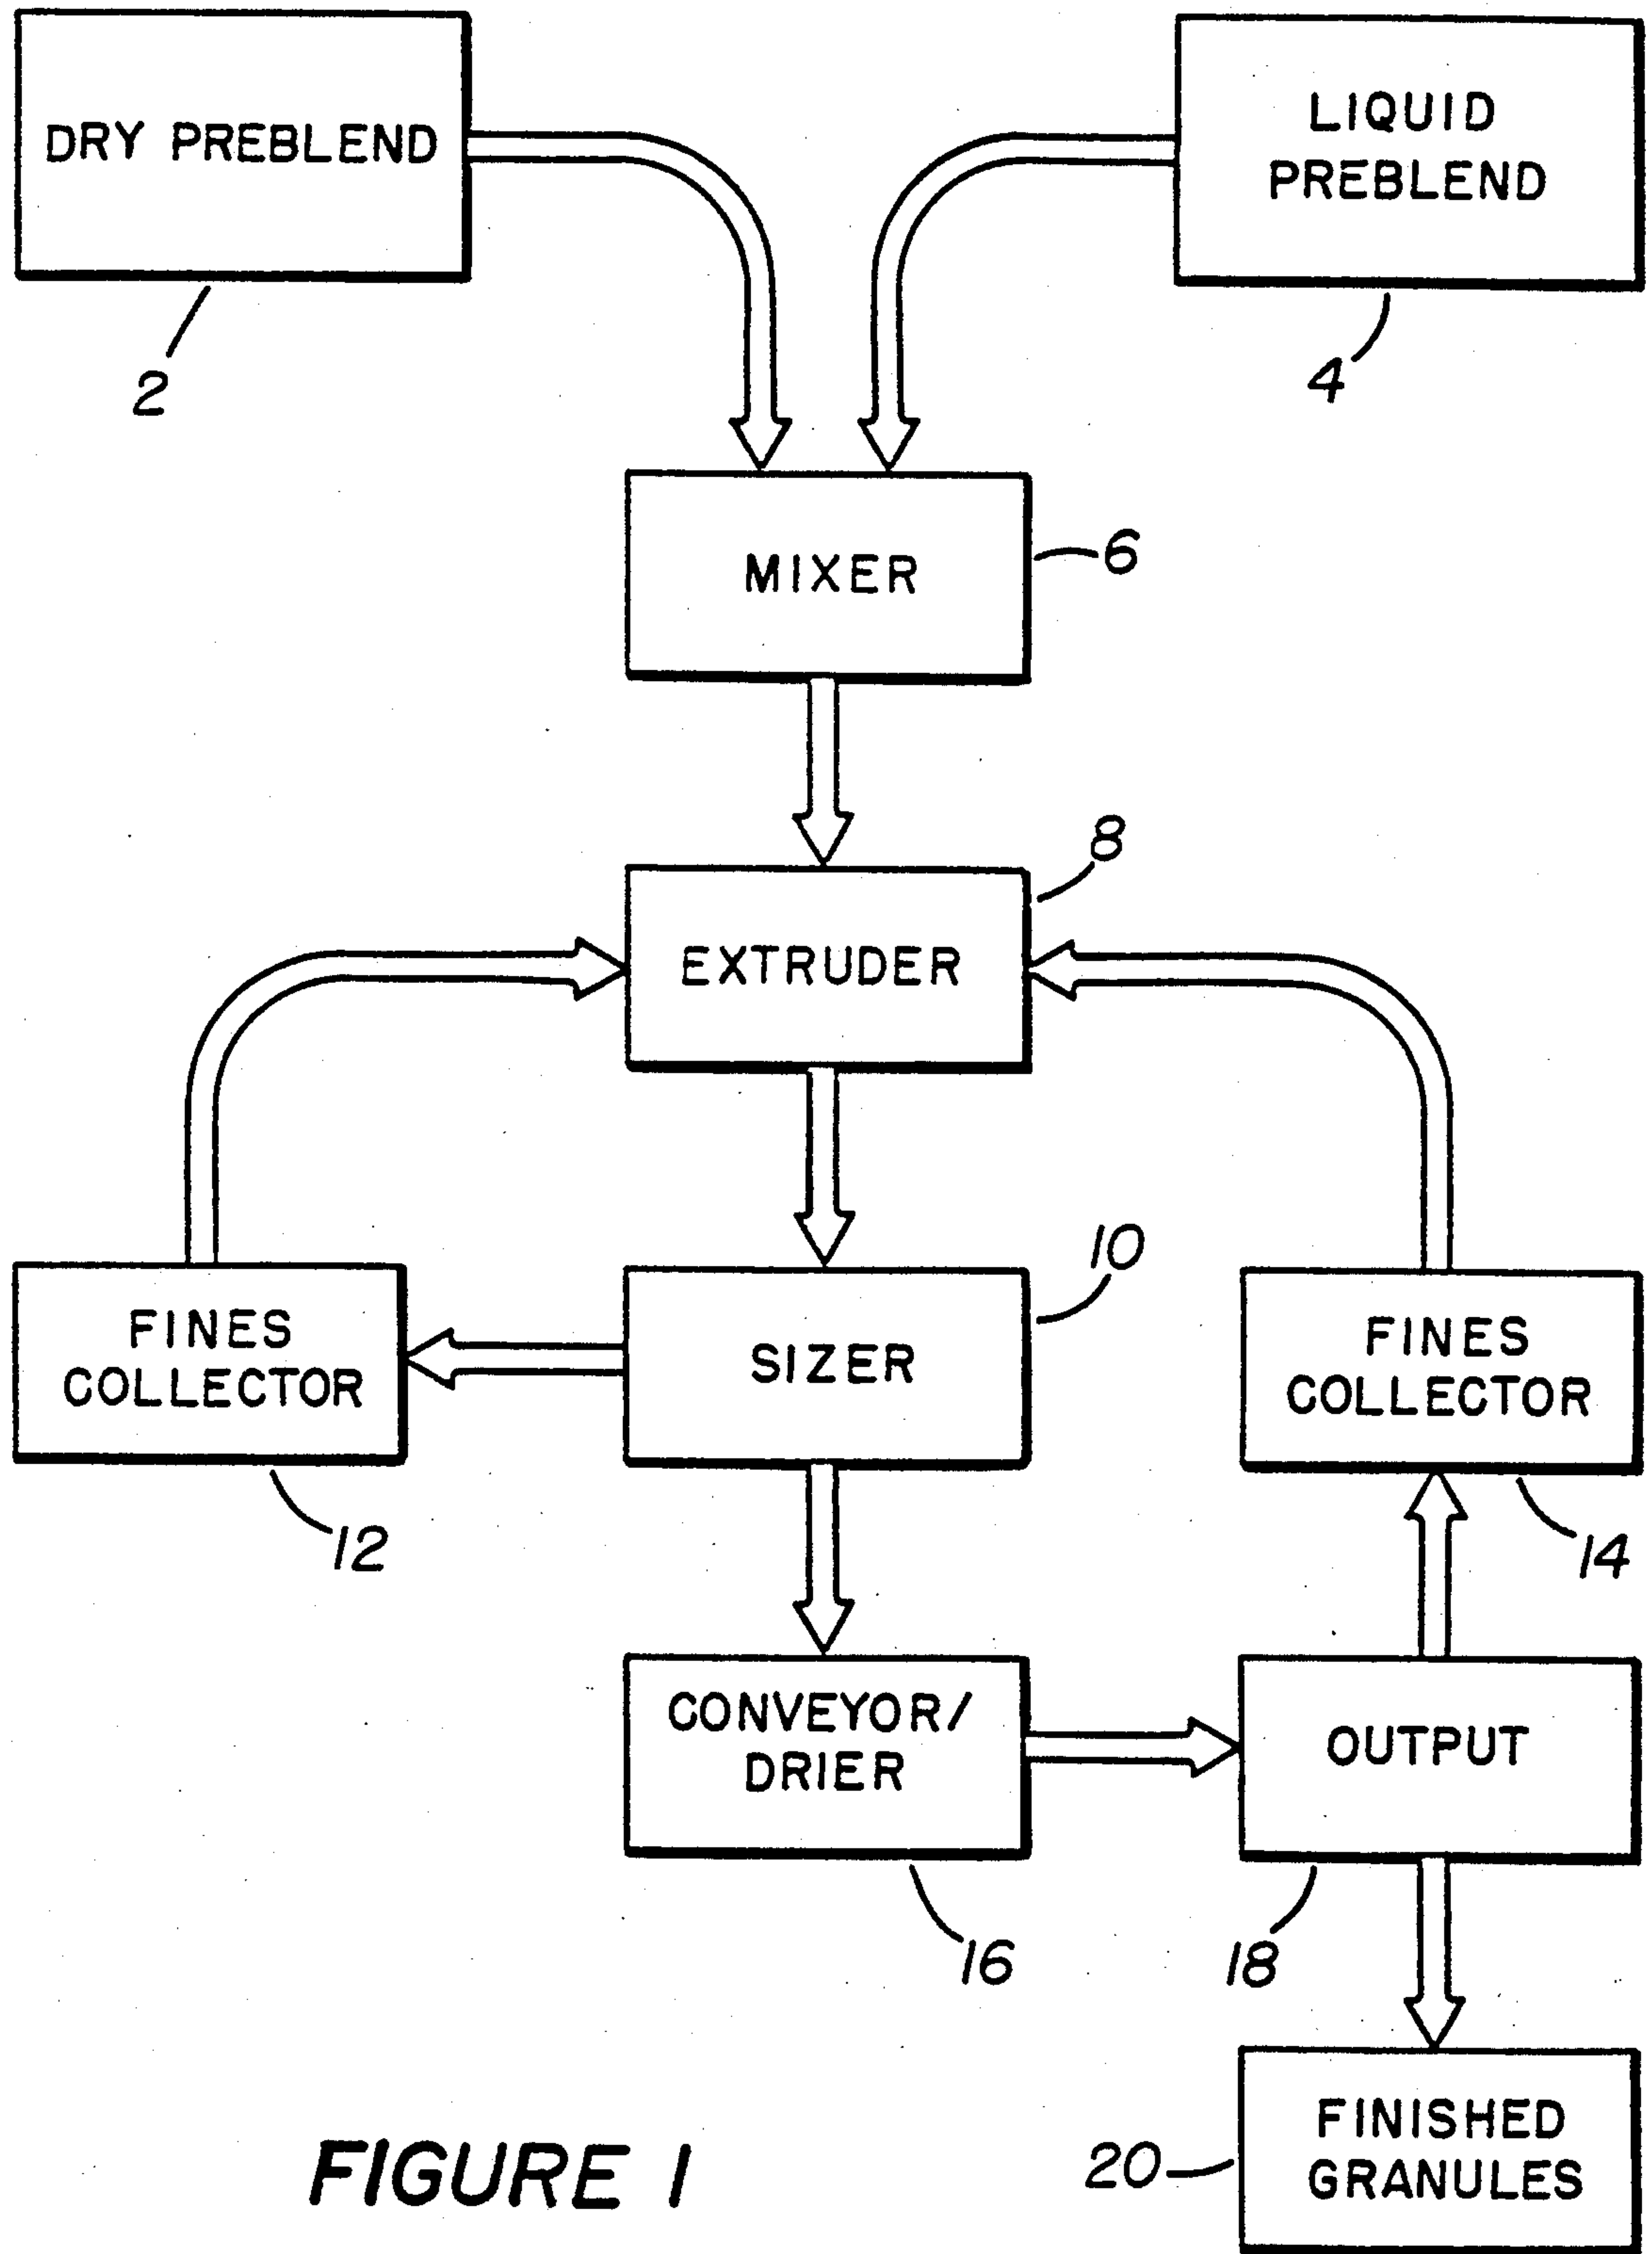 DRY PREBLEND
2
LIQUID
PREBLEND
4
MIXER
6
EXTRUDER
8
FINES
COLLECTOR
12
SIZER
10
FINES
COLLECTOR
14
CONVEYOR/
DRIER
16
OUTPUT
18
FINISHED
GRANULES
20
FIGURE 1